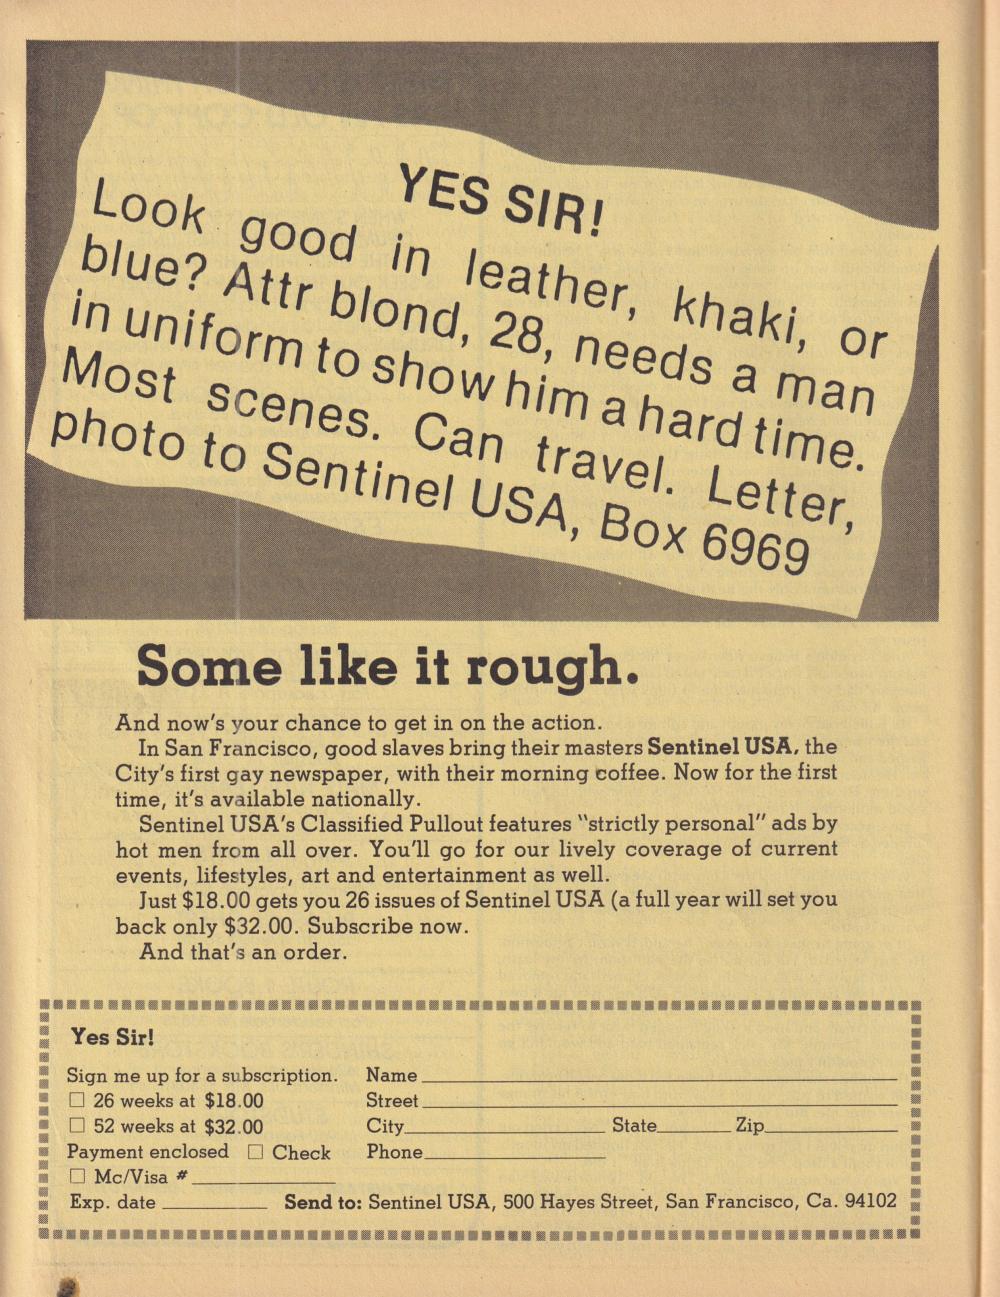 YES SIR!
Look good in leather, khaki, or
blue? Attr blond, 28, needs a man
in uniform to show him a hard time.
Most scenes. Can travel. Letter,
photo to Sentinel USA, Box 6969
Some like it rough.
And now's your chance to get in on the action.
In San Francisco, good slaves bring their masters Sentinel USA, the
City's first gay newspaper, with their morning coffee. Now for the first
time, it's available nationally.
Sentinel USA's Classified Pullout features "strictly personal" ads by
hot men from all over. You'll go for our lively coverage of current
events, lifestyles, art and entertainment as well.
Just $18.00 gets you 26 issues of Sentinel USA (a full year will set you
back only $32.00. Subscribe now.
And that's an order.
Yes Sir!
Sign me up for a subscription. Name
☐ 26 weeks at $18.00 Street
☐ 52 weeks at $32.00 City State Zip
Payment enclosed ☐ Check Phone
☐ Mc/Visa #
Exp. date Send to: Sentinel USA, 500 Hayes Street, San Francisco, Ca. 94102